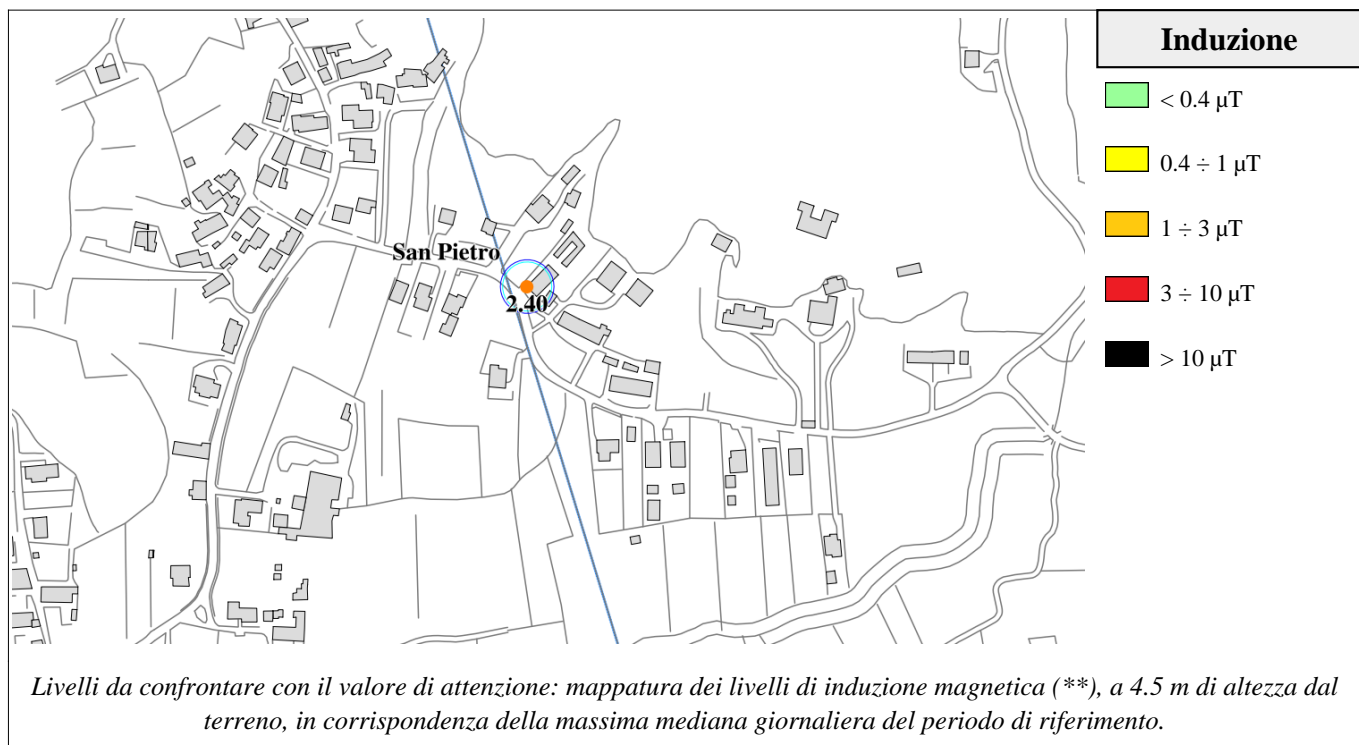 Induzione
< 0.4 µT
0.4 ÷ 1 µT
1 ÷ 3 µT
3 ÷ 10 µT
> 10 µT
San Pietro
2.40
Livelli da confrontare con il valore di attenzione: mappatura dei livelli di induzione magnetica (**), a 4.5 m di altezza dal
terreno, in corrispondenza della massima mediana giornaliera del periodo di riferimento.